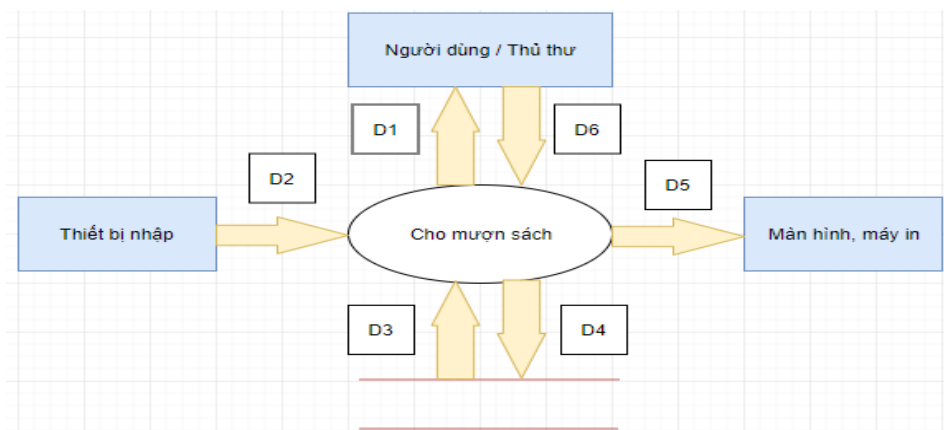 Người dùng / Thủ thư
D1
D6
D2
D5
Thiết bị nhập
Cho mượn sách
Màn hình, máy in
D3
D4